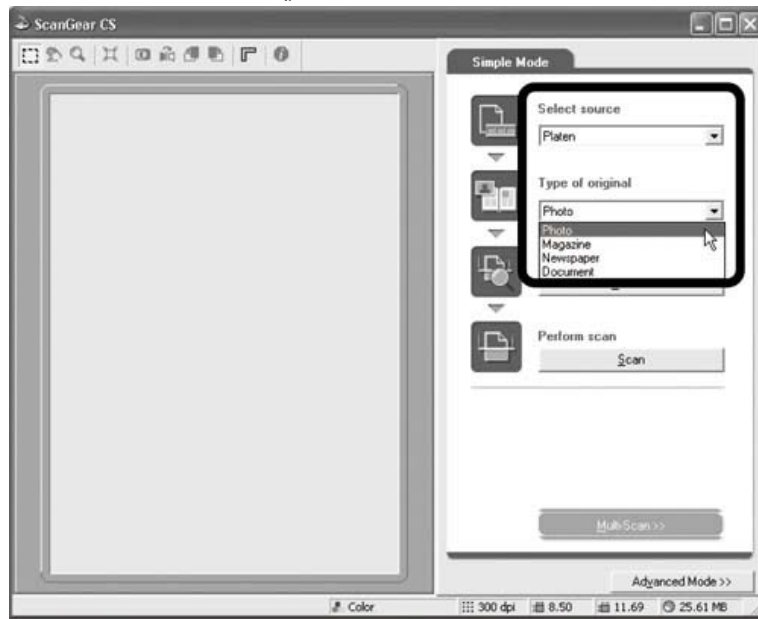 ScanGear CS
Simple Mode
Select source
Platen
Type of original
Photo
Photo
Magazine
Newspaper
Document
Perform scan
Scan
Multi-Scan >>
Advanced Mode >>
Color
300 dpi
8.50
11.69
25.61 MB